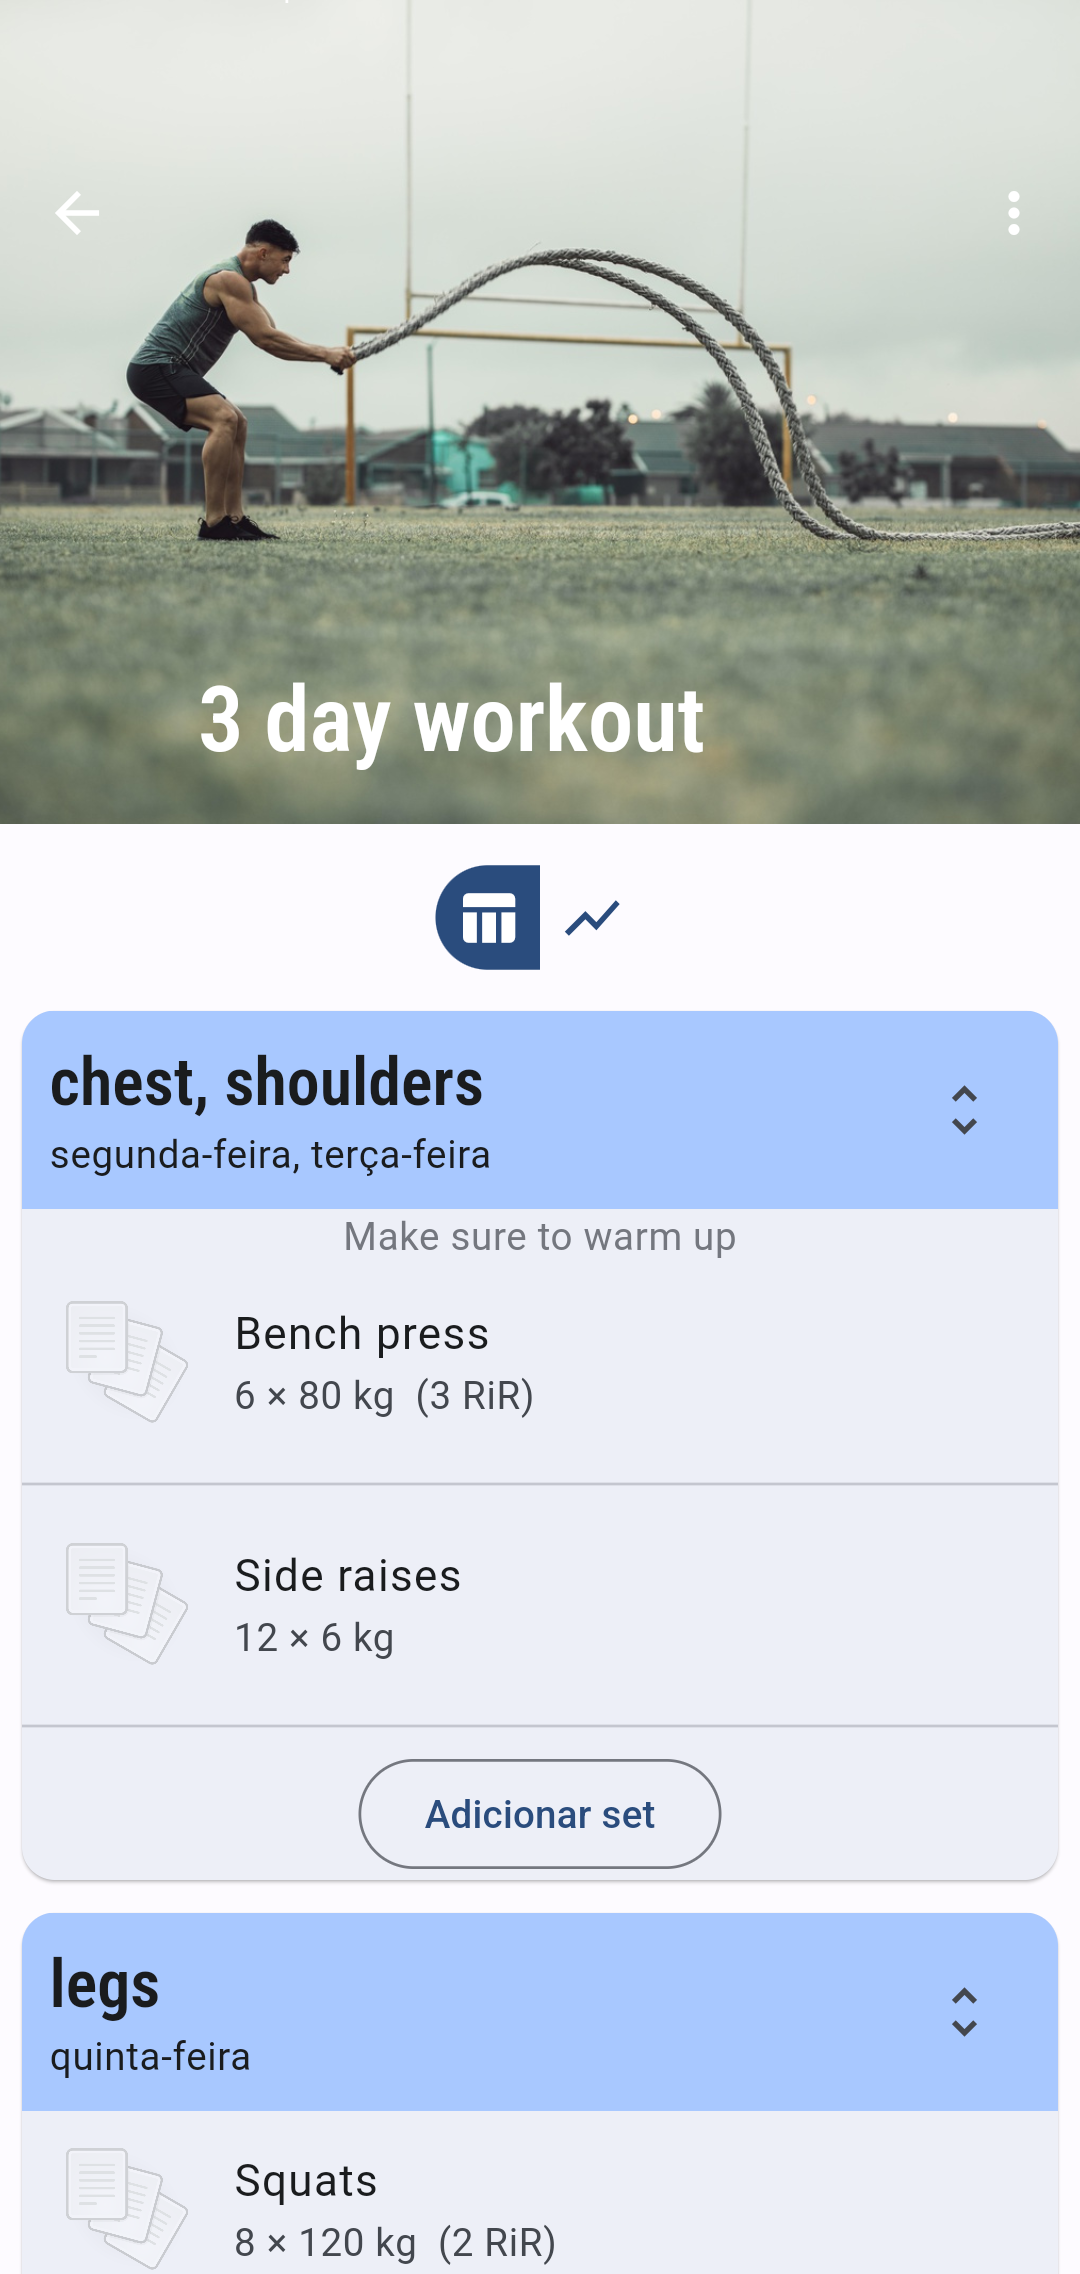 3 day workout
chest, shoulders
segunda-feira, terça-feira
Make sure to warm up
Bench press
6 × 80 kg (3 RiR)
Side raises
12 × 6 kg
Adicionar set
legs
quinta-feira
Squats
8 × 120 kg (2 RiR)